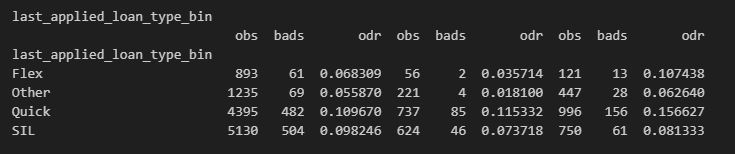 last_applied_loan_type_bin
obs bads odr obs bads odr obs bads odr
last_applied_loan_type_bin
Flex 893 61 0.068309 56 2 0.035714 121 13 0.107438
Other 1235 69 0.055870 221 4 0.018100 447 28 0.062640
Quick 4395 482 0.109670 737 85 0.115332 996 156 0.156627
SIL 5130 504 0.098246 624 46 0.073718 750 61 0.081333